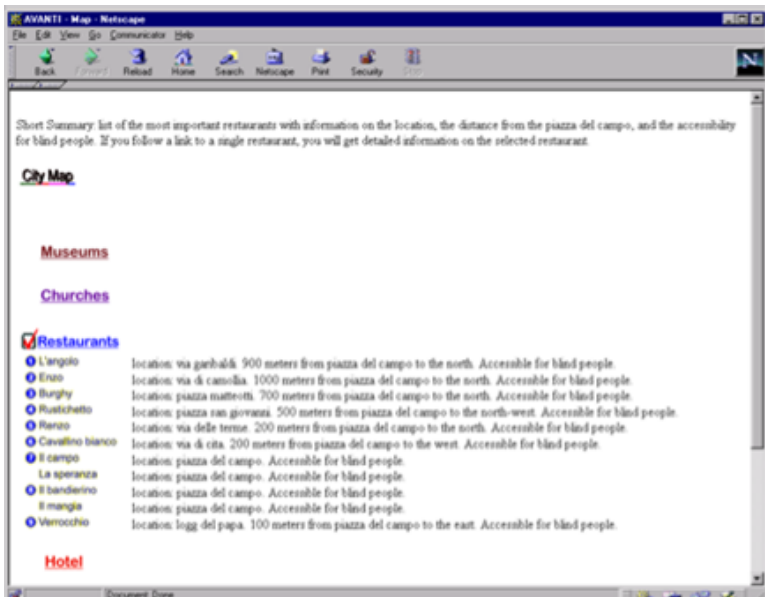 AVANTI - Map - Netscape
File Edit View Go Communicator Help
Back Forward Reload Home Search Netscape Print Security Stop
N
Short Summary: list of the most important restaurants with information on the location, the distance from the piazza del campo, and the accessibility
for blind people. If you follow a link to a single restaurant, you will get detailed information on the selected restaurant.
City Map
Museums
Churches
Restaurants
1 L'angolo location: via garibaldi. 900 meters from piazza del campo to the north. Accessible for blind people.
2 Enzo location: via di camollia. 1000 meters from piazza del campo to the north. Accessible for blind people.
3 Burghy location: piazza matteotti. 700 meters from piazza del campo to the north. Accessible for blind people.
4 Rustichetto location: piazza san giovanni. 500 meters from piazza del campo to the north-west. Accessible for blind people.
5 Renzo location: via delle terme. 200 meters from piazza del campo to the north. Accessible for blind people.
6 Cavallino bianco location: via di cita. 200 meters from piazza del campo to the west. Accessible for blind people.
7 Il campo location: piazza del campo. Accessible for blind people.
La speranza location: piazza del campo. Accessible for blind people.
8 Il bandierino location: piazza del campo. Accessible for blind people.
Il mangia location: piazza del campo. Accessible for blind people.
9 Verrocchio location: logg del papa. 100 meters from piazza del campo to the east. Accessible for blind people.
Hotel
Document: Done